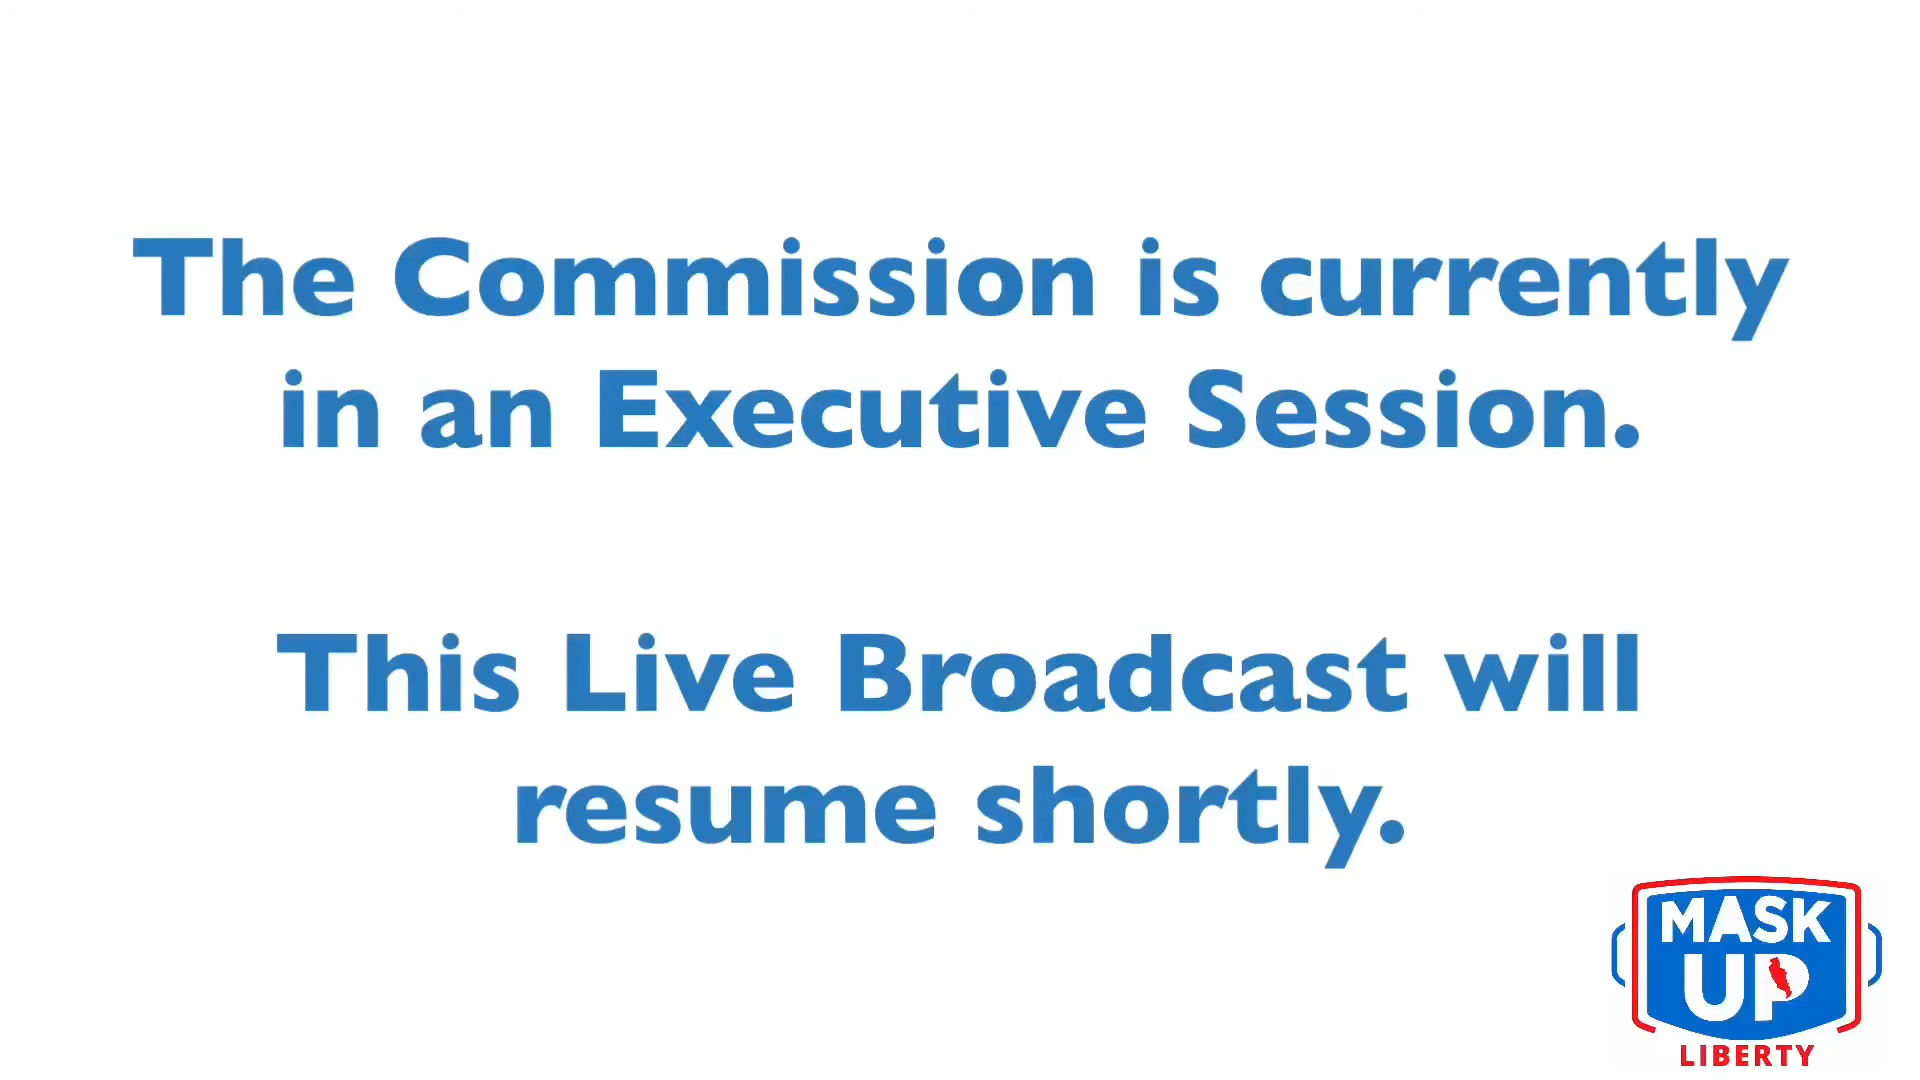 The Commission is currently
in an Executive Session.
This Live Broadcast will
resume shortly.
MASK
UP
LIBERTY